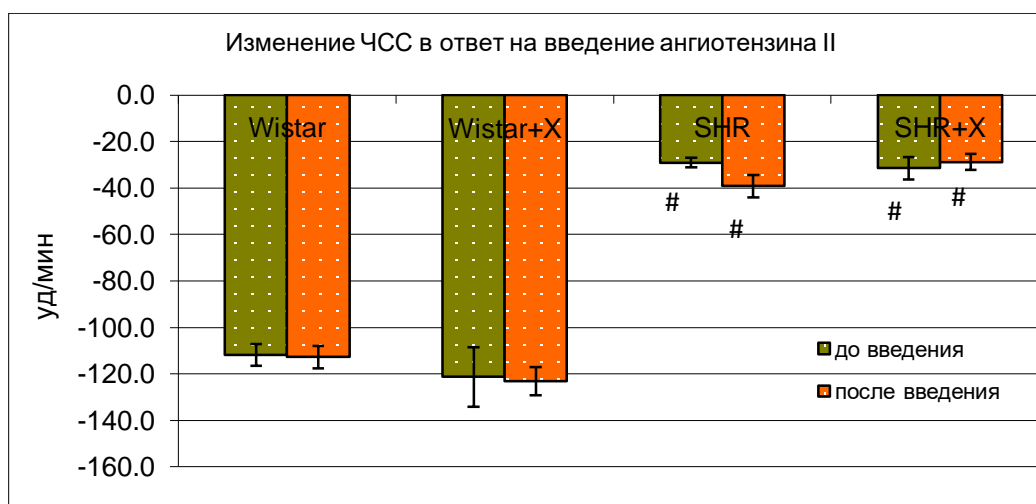 Изменение ЧСС в ответ на введение ангиотензина II
0.0
Wistar Wistar+X SHR SHR+X
-20.0
-40.0
# # # #
-60.0
уд/мин
-80.0
-100.0
до введения
-120.0
после введения
-140.0
-160.0